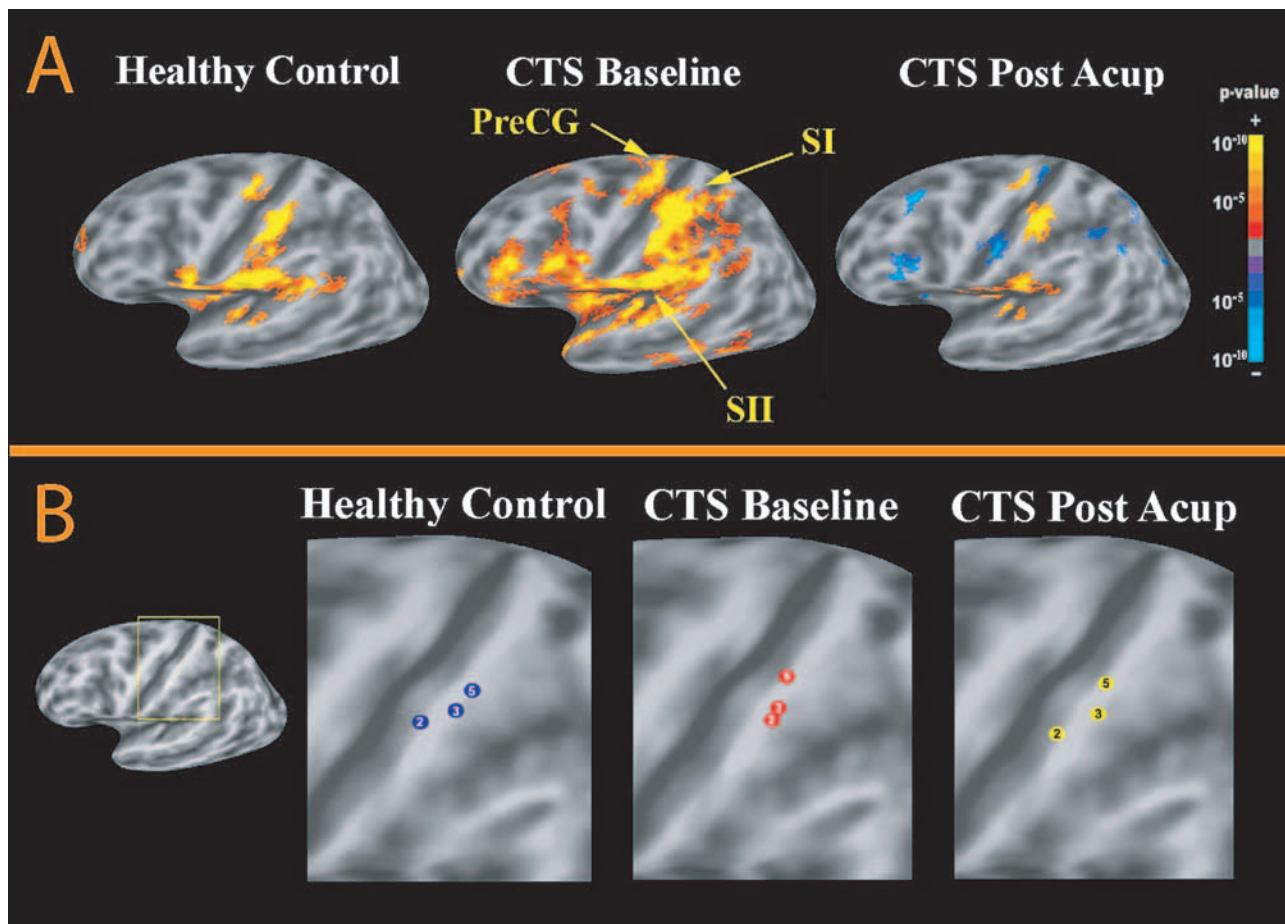 A
Healthy Control
CTS Baseline
CTS Post Acup
PreCG
SI
SII
p-value
+
10-10
10-5
10-5
10-10
−
B
Healthy Control
CTS Baseline
CTS Post Acup
5
3
2
5
3
2
5
3
2